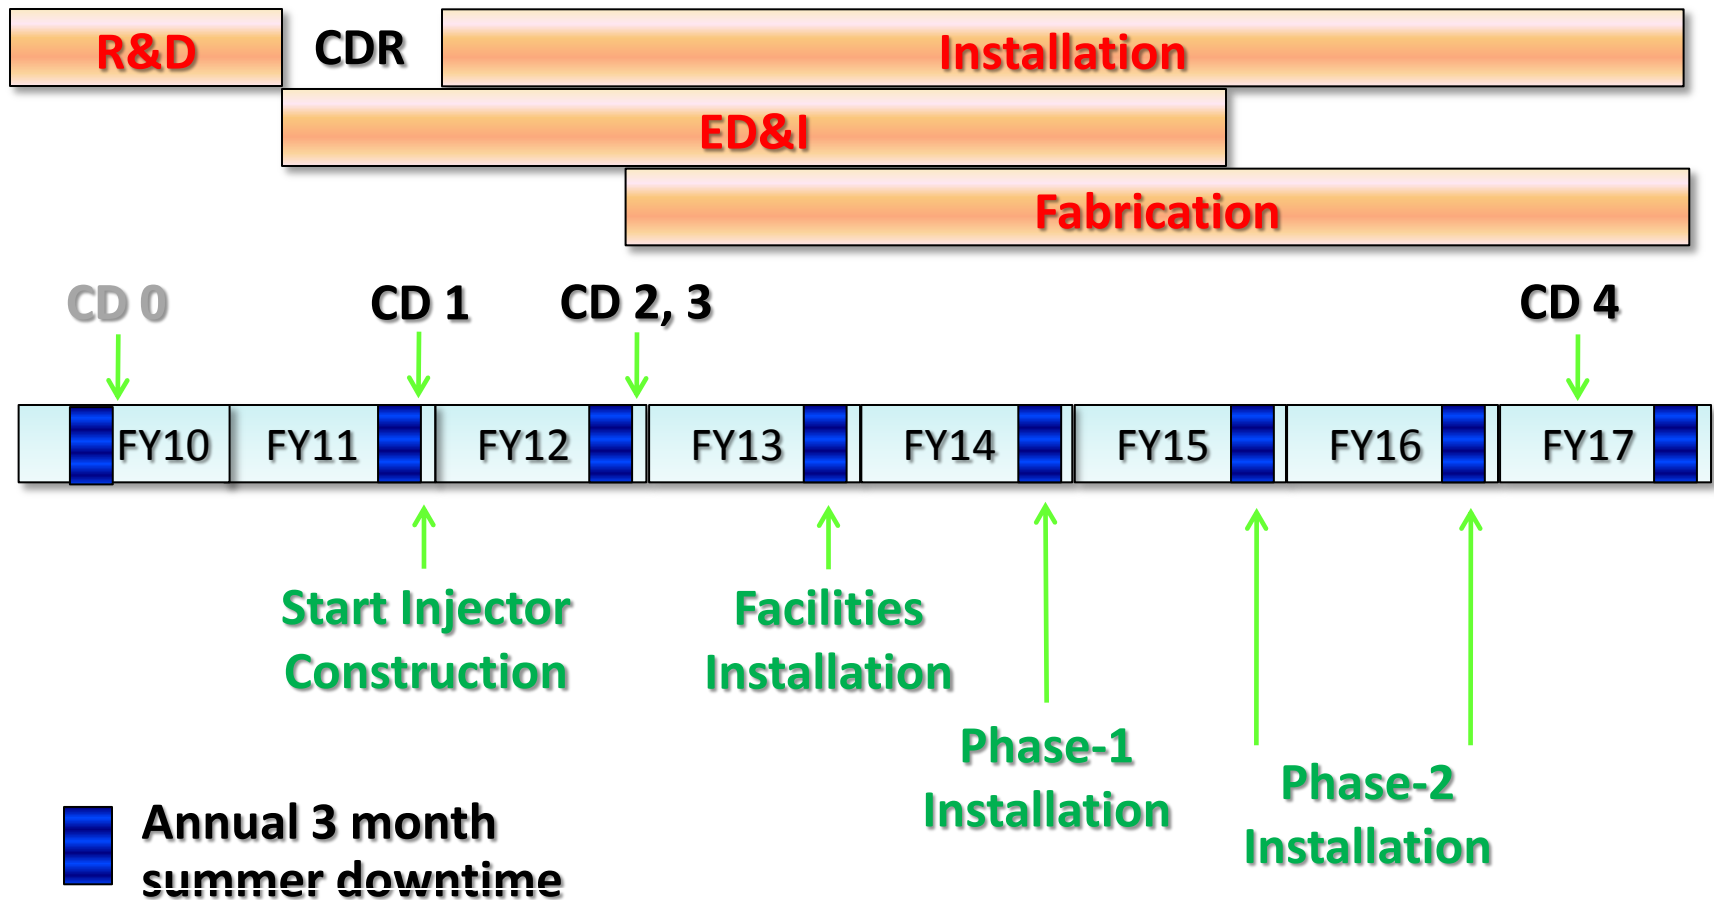 R&D
CDR
Installation
ED&I
Fabrication
CD 0
CD 1
CD 2, 3
CD 4
FY10
FY11
FY12
FY13
FY14
FY15
FY16
FY17
Start Injector
Construction
Facilities
Installation
Phase-1
Installation
Phase-2
Installation
Annual 3 month
summer downtime